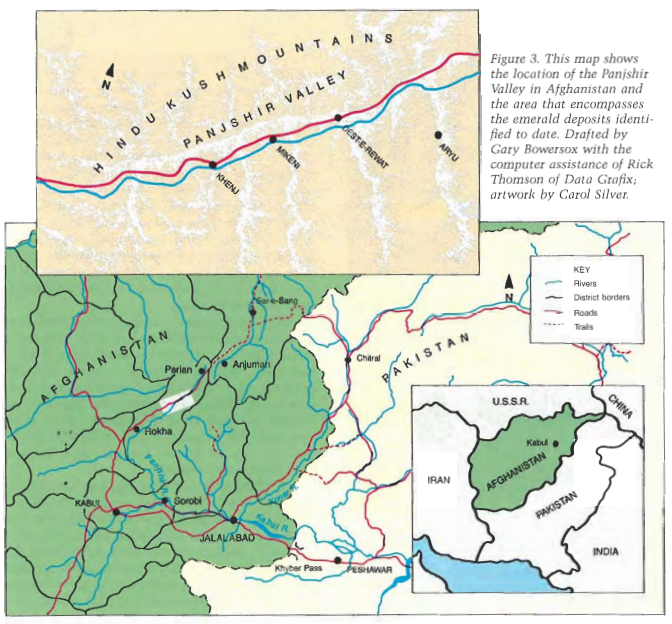 HINDU KUSH MOUNTAINS
PANJSHIR VALLEY
N
KHENJ
MIKENI
DEST-E-REWAT
ARYU
Figure 3. This map shows
the location of the Panjshir
Valley in Afghanistan and
the area that encompasses
the emerald deposits identi-
fied to date. Drafted by
Gary Bowersox with the
computer assistance of Rick
Thomson of Data Grafix;
artwork by Carol Silver.
KEY
Rivers
District borders
Roads
Trails
N
Sar-e-Sang
AFGHANISTAN
PAKISTAN
Parian
Anjuman
Chitral
Rokha
Panjshir R.
KABUL
Sorobi
Kabul R.
JALALABAD
Khyber Pass
PESHAWAR
U.S.S.R.
CHINA
Kabul
AFGHANISTAN
IRAN
PAKISTAN
INDIA